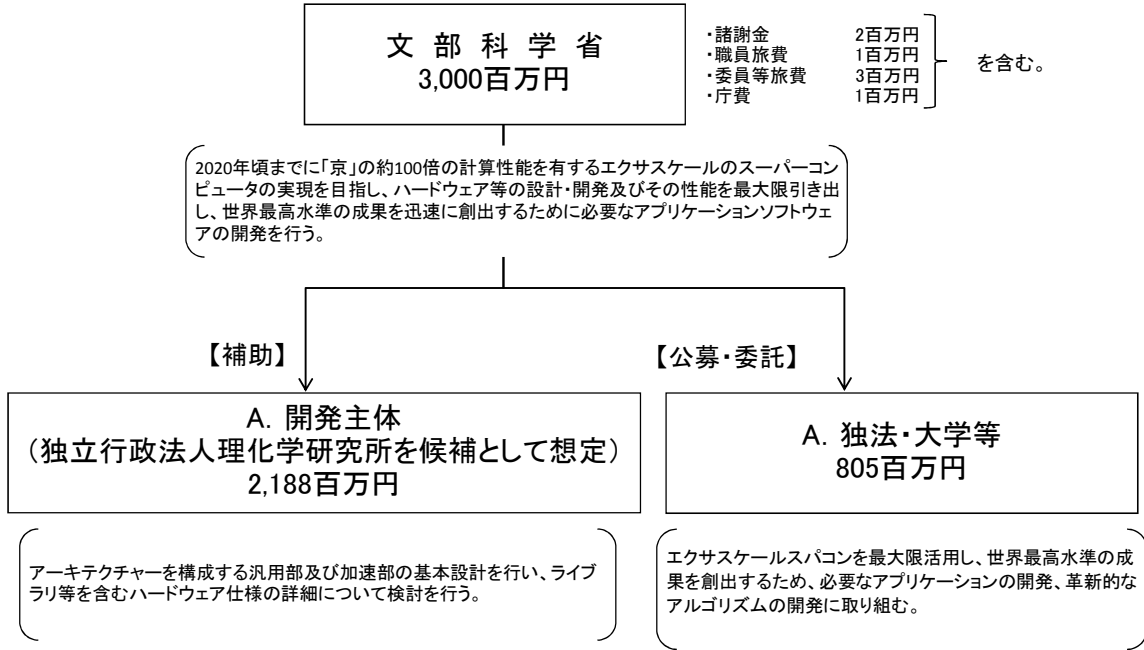 文 部 科 学 省
3,000百万円
・諸謝金 2百万円
・職員旅費 1百万円
・委員等旅費 3百万円
・庁費 1百万円
を含む。
2020年頃までに「京」の約100倍の計算性能を有するエクサスケールのスーパーコン
ピュータの実現を目指し、ハードウェア等の設計・開発及びその性能を最大限引き出
し、世界最高水準の成果を迅速に創出するために必要なアプリケーションソフトウェ
アの開発を行う。
【補助】
【公募・委託】
A. 開発主体
（独立行政法人理化学研究所を候補として想定）
2,188百万円
A. 独法・大学等
805百万円
アーキテクチャーを構成する汎用部及び加速部の基本設計を行い、ライブ
ラリ等を含むハードウェア仕様の詳細について検討を行う。
エクサスケールスパコンを最大限活用し、世界最高水準の成
果を創出するため、必要なアプリケーションの開発、革新的な
アルゴリズムの開発に取り組む。